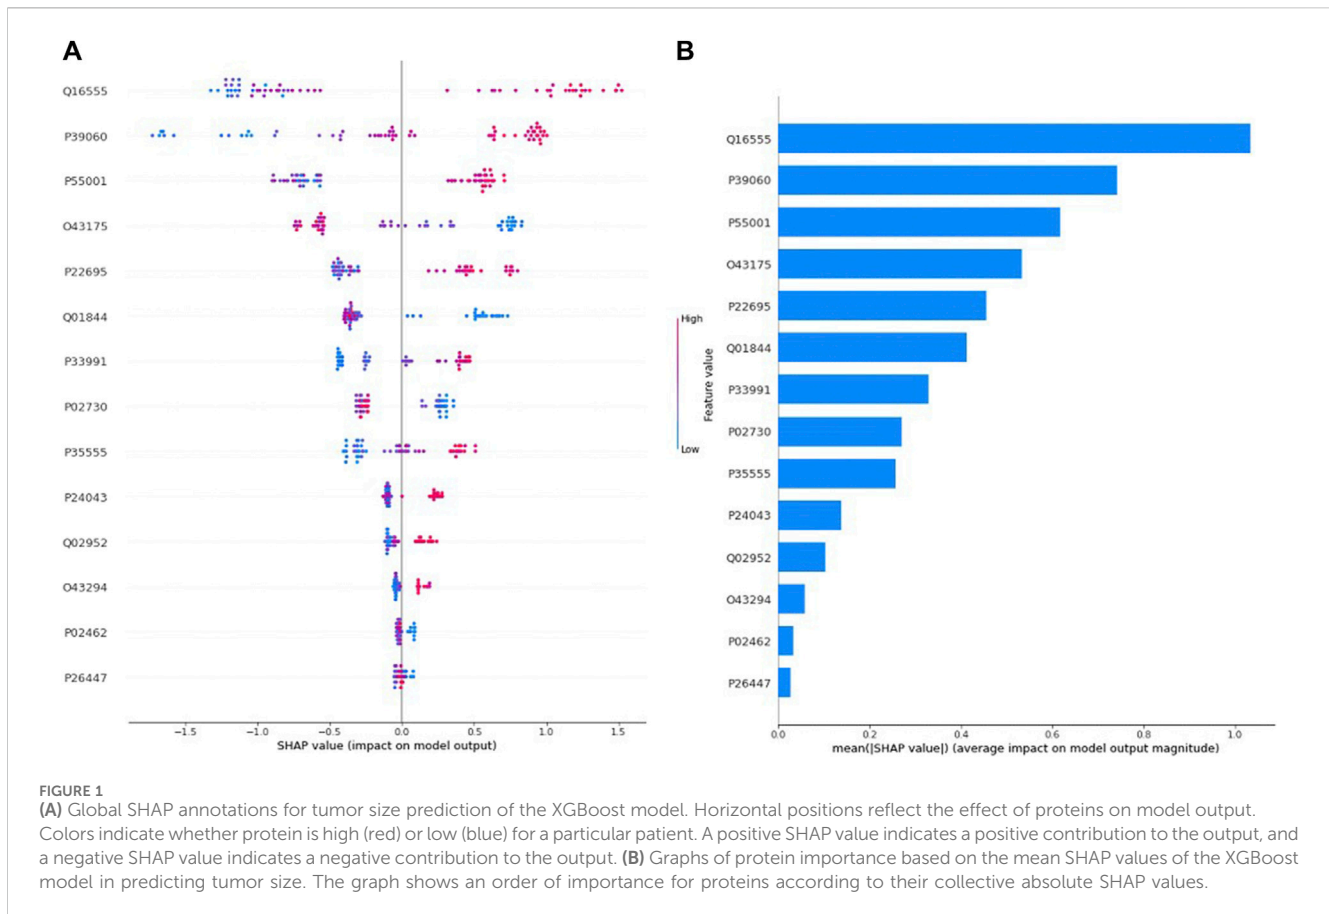 A
Q16555
P39060
P55001
O43175
P22695
Q01844
P33991
P02730
P35555
P24043
Q02952
O43294
P02462
P26447
−1.5 −1.0 −0.5 0.0 0.5 1.0 1.5
SHAP value (impact on model output)
High
Feature value
Low
B
Q16555
P39060
P55001
O43175
P22695
Q01844
P33991
P02730
P35555
P24043
Q02952
O43294
P02462
P26447
0.0 0.2 0.4 0.6 0.8 1.0
mean(|SHAP value|) (average impact on model output magnitude)
FIGURE 1
(A) Global SHAP annotations for tumor size prediction of the XGBoost model. Horizontal positions reflect the effect of proteins on model output.
Colors indicate whether protein is high (red) or low (blue) for a particular patient. A positive SHAP value indicates a positive contribution to the output, and
a negative SHAP value indicates a negative contribution to the output. (B) Graphs of protein importance based on the mean SHAP values of the XGBoost
model in predicting tumor size. The graph shows an order of importance for proteins according to their collective absolute SHAP values.